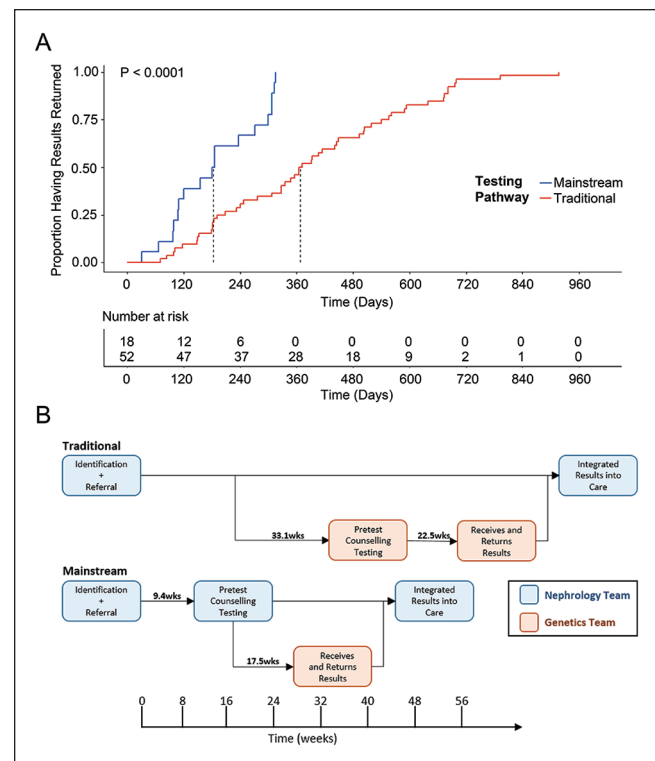 A
P < 0.0001
1.00
0.75
0.50
0.25
0.00
Proportion Having Results Returned
Testing
Pathway
Mainstream
Traditional
0 120 240 360 480 600 720 840 960
Time (Days)
Number at risk
18 12 6 0 0 0 0 0 0
52 47 37 28 18 9 2 1 0
0 120 240 360 480 600 720 840 960
Time (Days)
B
Traditional
Identification
+
Referral
33.1wks
Pretest
Counselling
Testing
22.5wks
Receives and
Returns
Results
Integrated
Results into
Care
Mainstream
Identification
+
Referral
9.4wks
Pretest
Counselling
Testing
17.5wks
Receives
and Returns
Results
Integrated
Results into
Care
Nephrology Team
Genetics Team
0 8 16 24 32 40 48 56
Time (weeks)